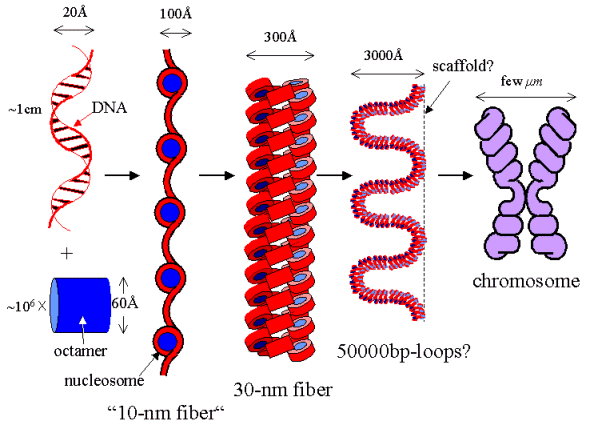 20Å
100Å
300Å
3000Å
scaffold?
few μm
~1cm
DNA
+
~10⁶×
60Å
octamer
nucleosome
"10-nm fiber"
30-nm fiber
50000bp-loops?
chromosome